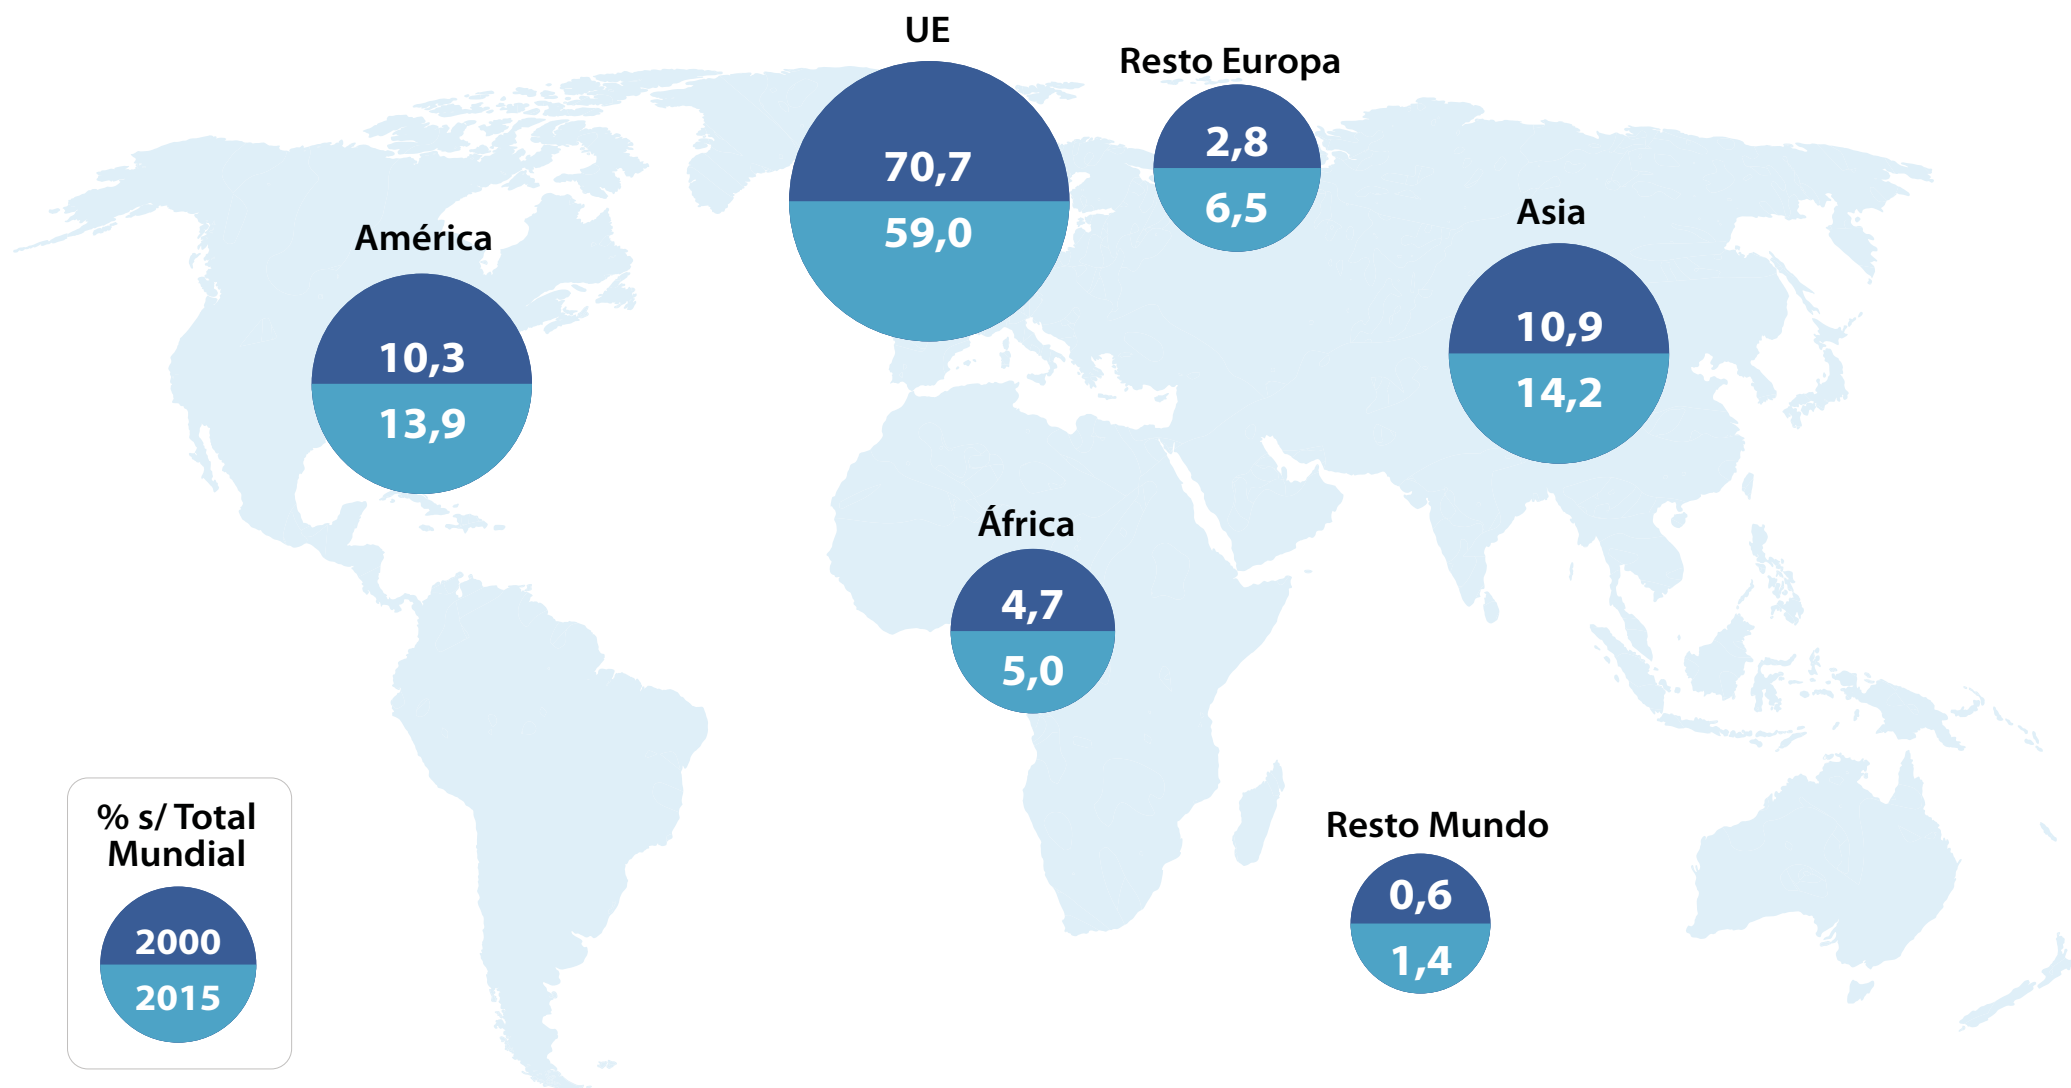 UE
70,7
59,0
Resto Europa
2,8
6,5
América
10,3
13,9
Asia
10,9
14,2
África
4,7
5,0
Resto Mundo
0,6
1,4
% s/ Total
Mundial
2000
2015